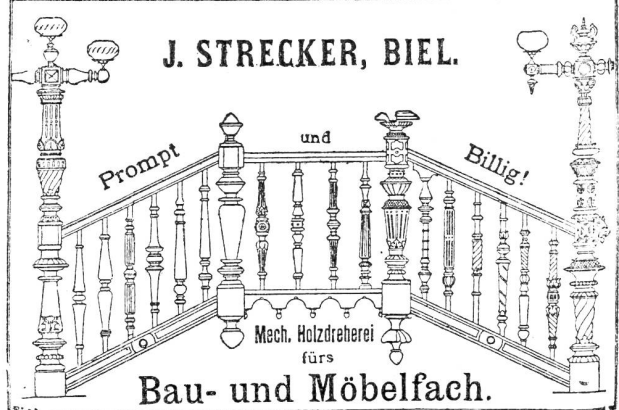 J. STRECKER, BIEL.
Prompt und Billig!
Mech. Holzdreherei
fürs
Bau- und Möbelfach.